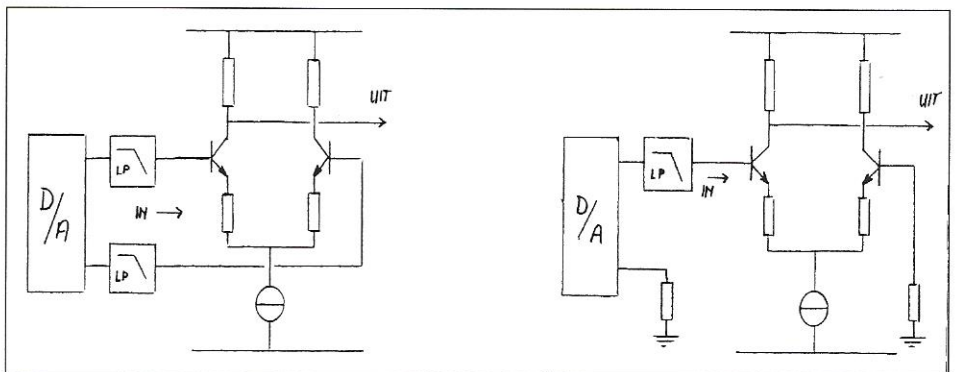 UIT
LP
D/A
IN →
LP
UIT
LP
IN →
D/A